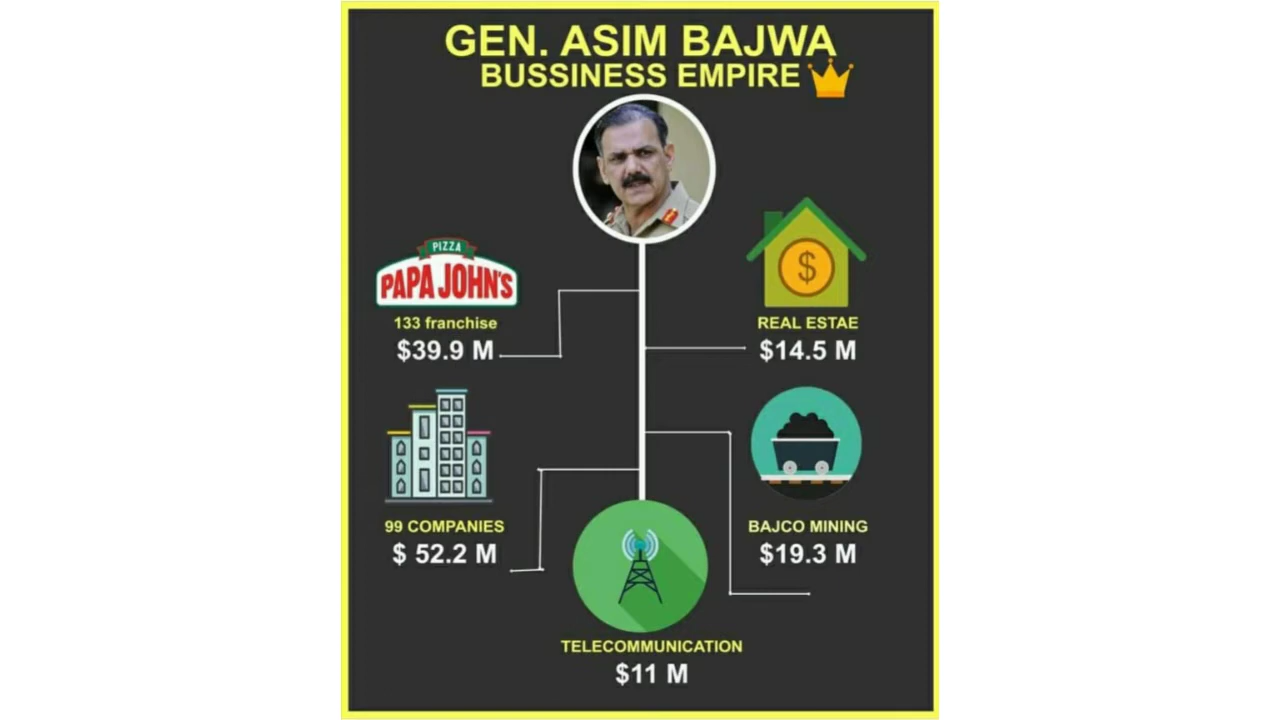 GEN. ASIM BAJWA
BUSSINESS EMPIRE
PIZZA
PAPA JOHN'S
133 franchise
$39.9 M
REAL ESTAE
$14.5 M
99 COMPANIES
$ 52.2 M
BAJCO MINING
$19.3 M
TELECOMMUNICATION
$11 M